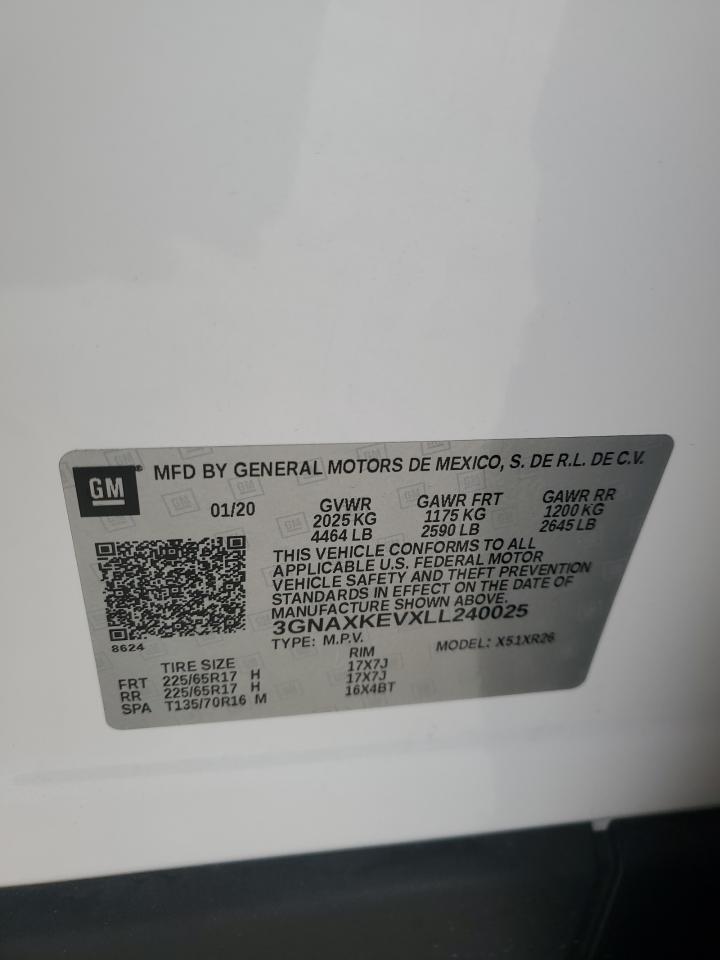 GM
MFD BY GENERAL MOTORS DE MEXICO, S. DE R.L. DE C.V.
01/20 GVWR GAWR FRT GAWR RR
2025 KG 1175 KG 1200 KG
4464 LB 2590 LB 2645 LB
THIS VEHICLE CONFORMS TO ALL
APPLICABLE U.S. FEDERAL MOTOR
VEHICLE SAFETY AND THEFT PREVENTION
STANDARDS IN EFFECT ON THE DATE OF
MANUFACTURE SHOWN ABOVE.
3GNAXKEVXLL240025
8624
TYPE: M.P.V. MODEL: X51XR26
TIRE SIZE RIM
FRT 225/65R17 H 17X7J
RR 225/65R17 H 17X7J
SPA T135/70R16 M 16X4BT